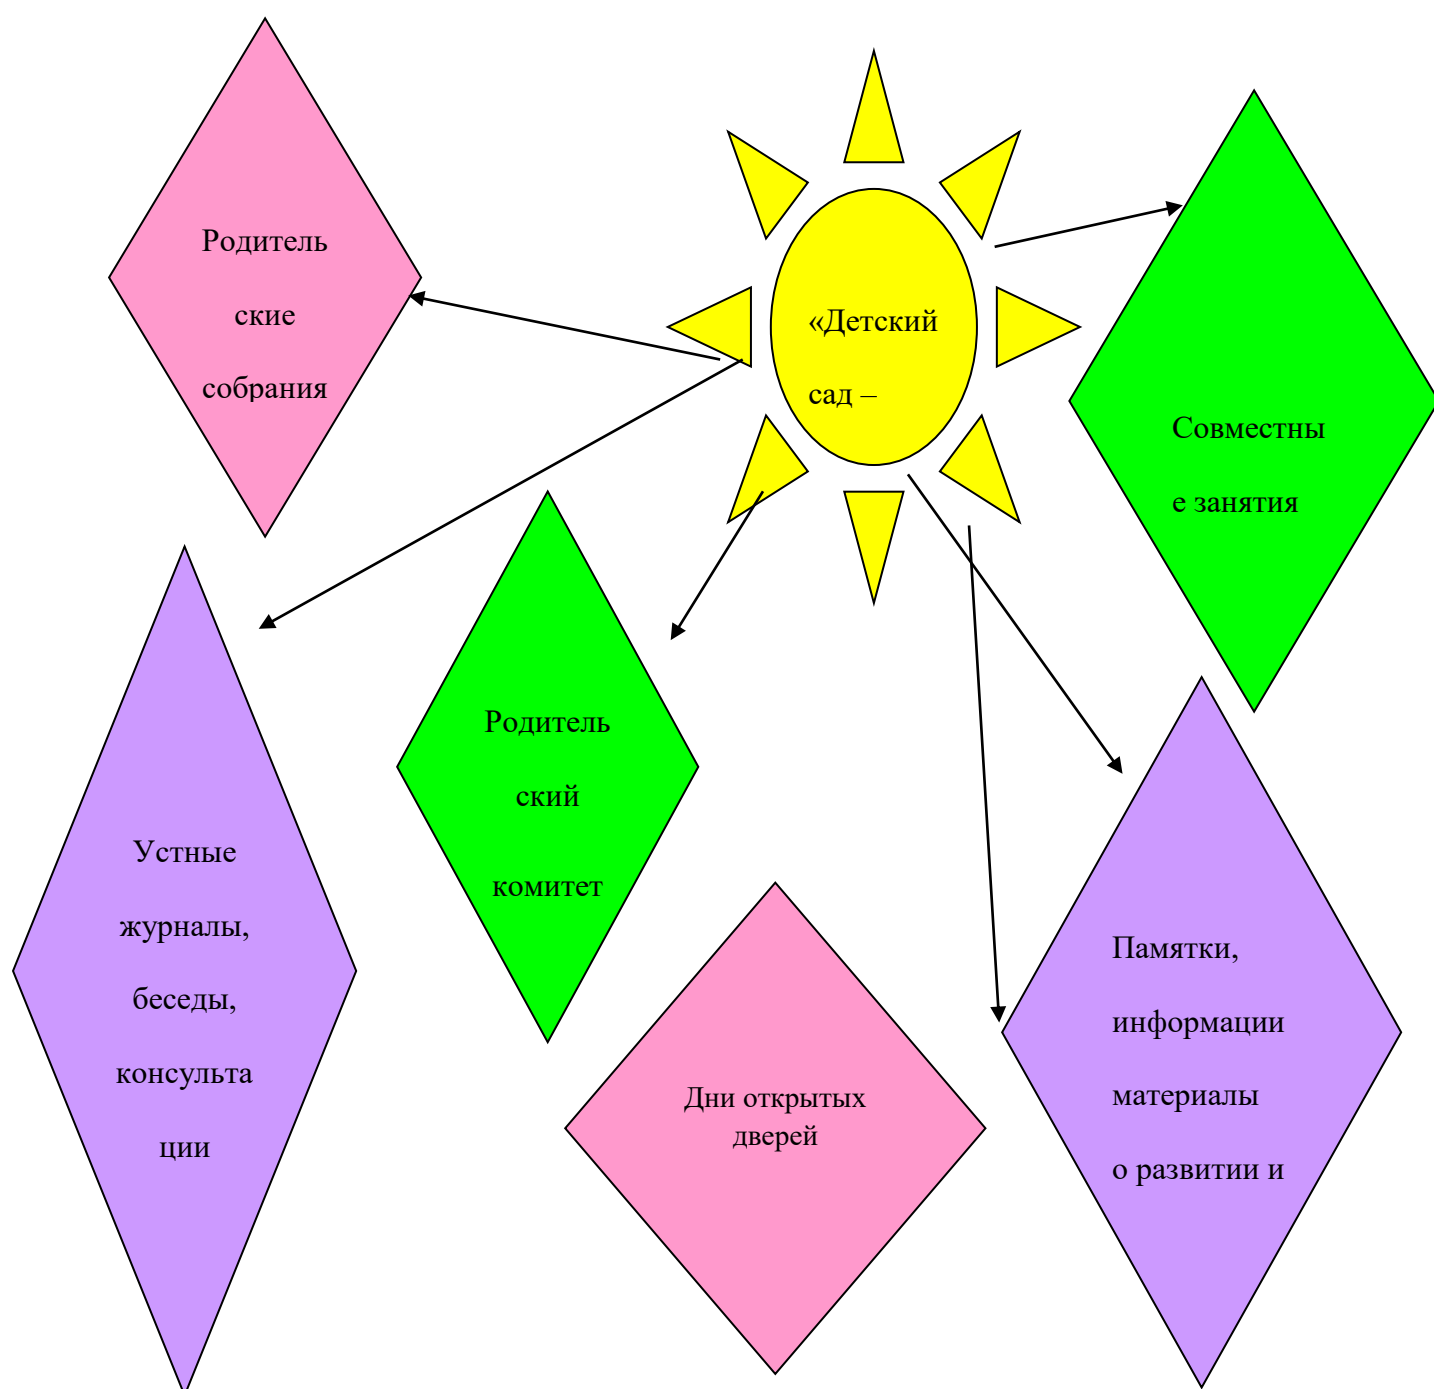 Родитель
ские
собрания
«Детский
сад –
Совместны
е занятия
Родитель
ский
комитет
Устные
журналы,
беседы,
консульта
ции
Дни открытых
дверей
Памятки,
информации
материалы
о развитии и